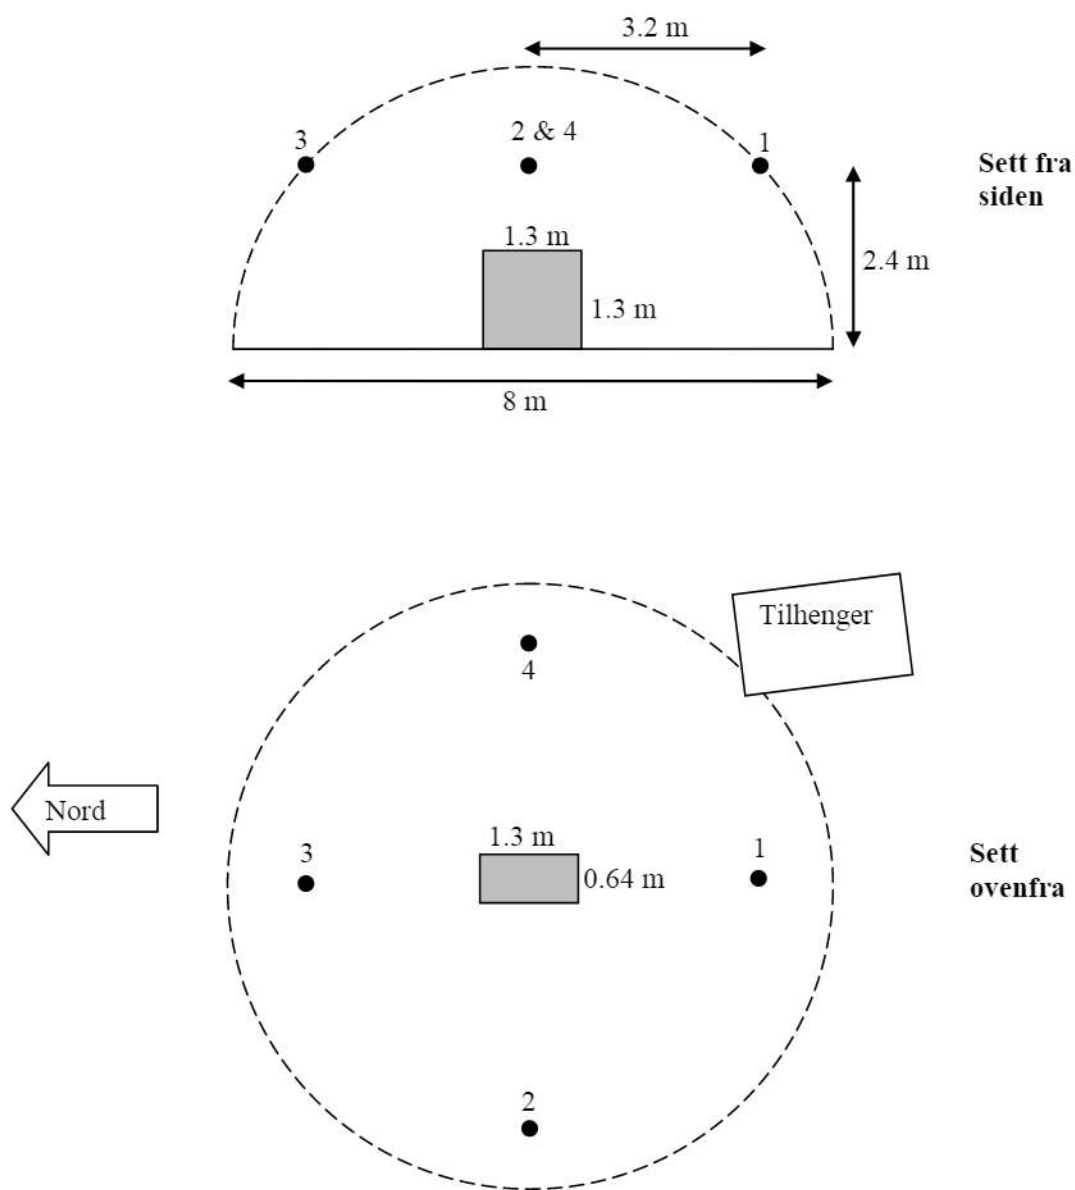 3.2 m
3
2 & 4
1
Sett fra
siden
1.3 m
2.4 m
1.3 m
8 m
Tilhenger
4
Nord
3
1.3 m
0.64 m
1
Sett
ovenfra
2